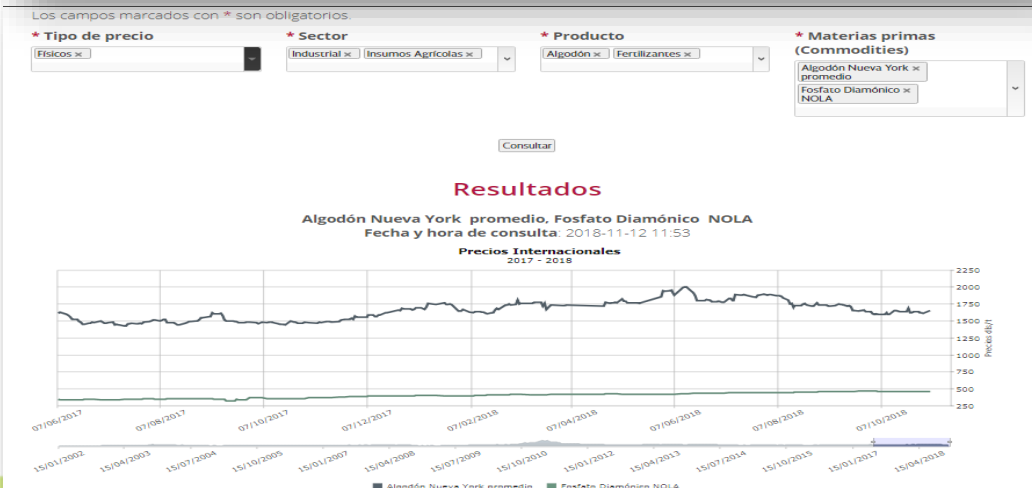 Los campos marcados con * son obligatorios.
* Tipo de precio
Físicos ×
* Sector
Industrial × Insumos Agrícolas ×
* Producto
Algodón × Fertilizantes ×
* Materias primas
(Commodities)
Algodón Nueva York ×
promedio
Fosfato Diamónico ×
NOLA
Consultar
Resultados
Algodón Nueva York promedio, Fosfato Diamónico NOLA
Fecha y hora de consulta: 2018-11-12 11:53
Precios Internacionales
2017 - 2018
2250
2000
1750
1500
1250
1000
750
500
250
Precios dls/t
07/06/2017 07/08/2017 07/10/2017 07/12/2017 07/02/2018 07/04/2018 07/06/2018 07/08/2018 07/10/2018
15/01/2002 15/04/2003 15/07/2004 15/10/2005 15/01/2007 15/04/2008 15/07/2009 15/10/2010 15/01/2012 15/04/2013 15/07/2014 15/10/2015 15/01/2017 15/04/2018
Algodón Nueva York promedio Fosfato Diamónico NOLA